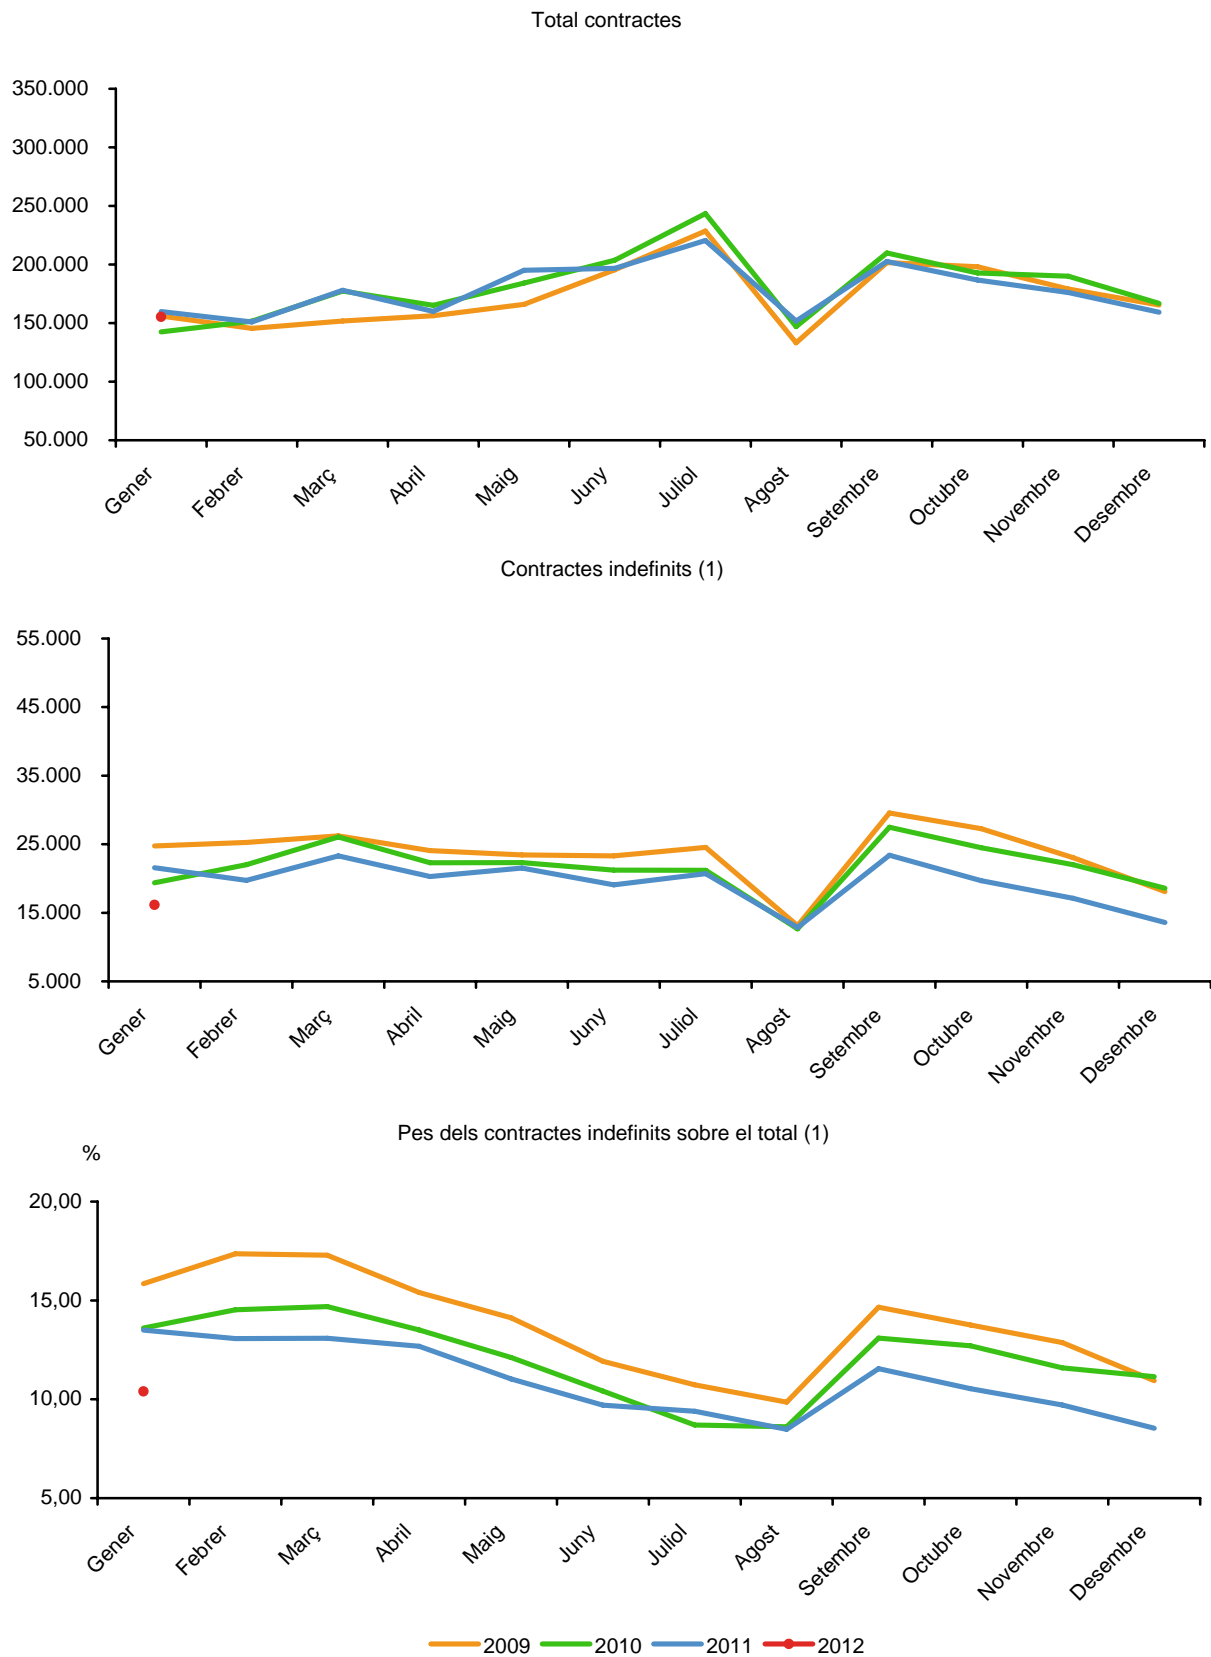 Total contractes
350.000
300.000
250.000
200.000
150.000
100.000
50.000
Gener
Febrer
Març
Abril
Maig
Juny
Juliol
Agost
Setembre
Octubre
Novembre
Desembre
Contractes indefinits (1)
55.000
45.000
35.000
25.000
15.000
5.000
Gener
Febrer
Març
Abril
Maig
Juny
Juliol
Agost
Setembre
Octubre
Novembre
Desembre
Pes dels contractes indefinits sobre el total (1)
%
20,00
15,00
10,00
5,00
Gener
Febrer
Març
Abril
Maig
Juny
Juliol
Agost
Setembre
Octubre
Novembre
Desembre
2009 2010 2011 2012